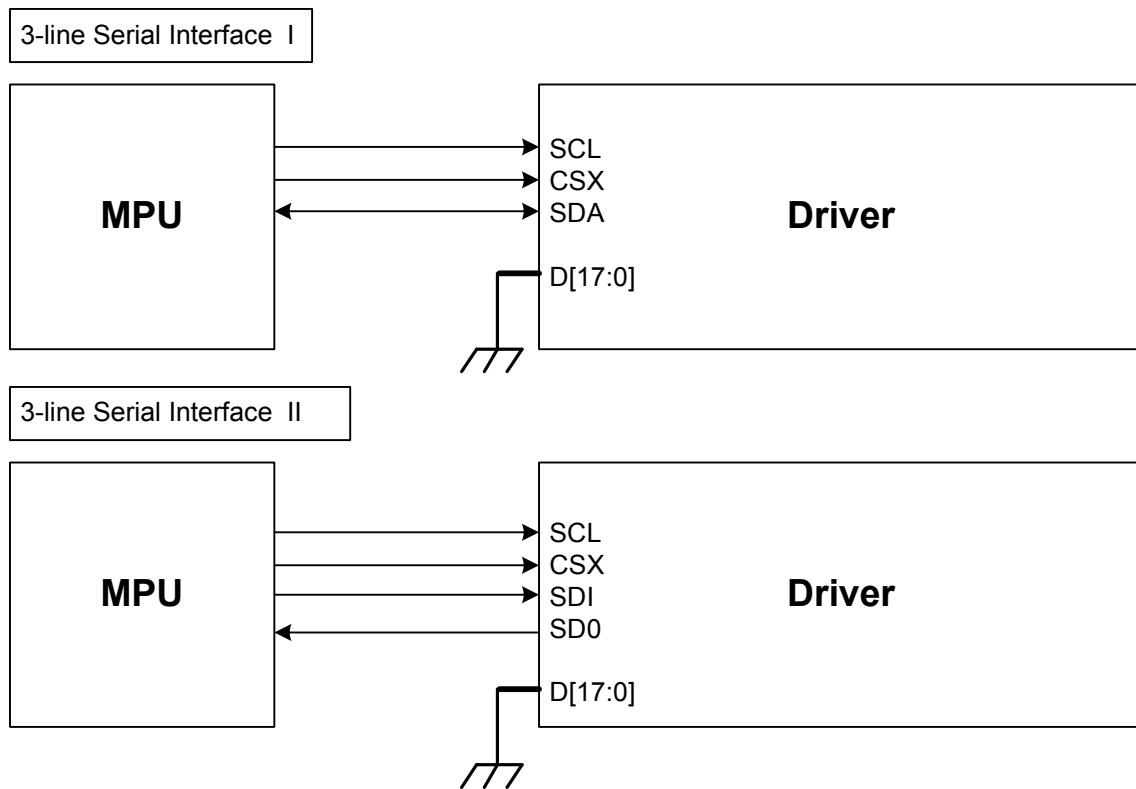 3-line Serial Interface I
MPU
SCL
CSX
SDA
D[17:0]
Driver
3-line Serial Interface II
MPU
SCL
CSX
SDI
SD0
D[17:0]
Driver